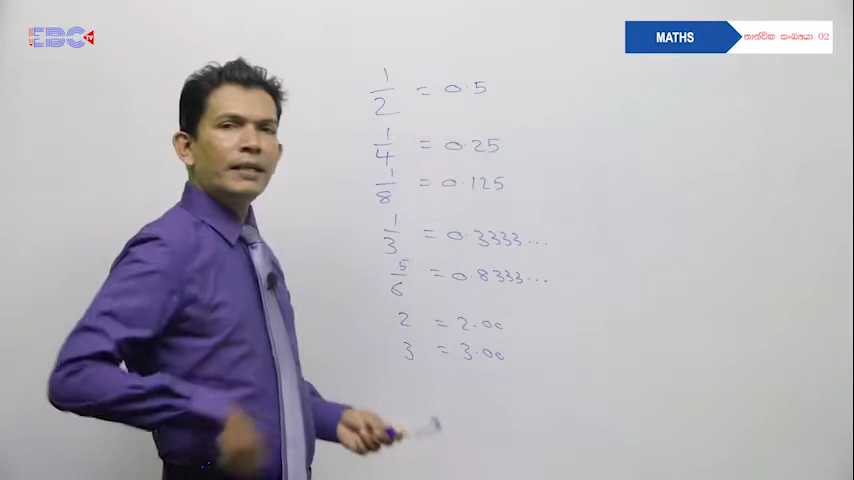 EBC tv
MATHS
තාත්වික සංඛ්‍යා 02
1/2 = 0.5
1/4 = 0.25
1/8 = 0.125
1/3 = 0.3333...
5/6 = 0.8333...
2 = 2.00
3 = 3.00